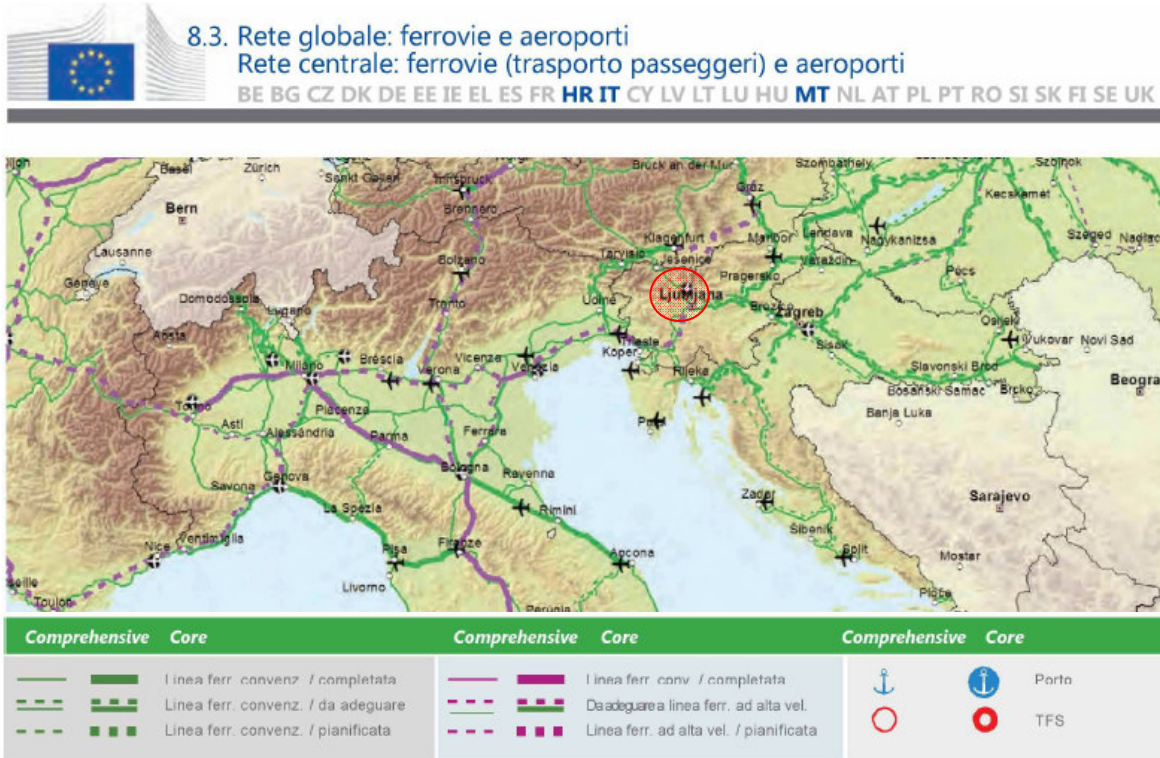 8.3. Rete globale: ferrovie e aeroporti
Rete centrale: ferrovie (trasporto passeggeri) e aeroporti
BE BG CZ DK DE EE IE EL ES FR HR IT CY LV LT LU HU MT NL AT PL PT RO SI SK FI SE UK
Basel Zürich Sankt Gallen Innsbruck Bruck an der Mur Szombathely Szolnok
Bern Brennero Graz Kecskemét
Lausanne Bolzano Klagenfurt Maribor Lendava Nagykanizsa Szeged
Genève Tarvisio Jesenice Pragersko Varaždin Pécs
Domodossola Lugano Trento Udine Ljubljana
Aosta Brezice Zagreb Osijek
Milano Brescia Vicenza Venezia Trieste Sisak Vukovar Novi Sad
Verona Koper Rijeka Slavonski Brod
Torino Piacenza Bosanski Samac Brcko Beogra
Asti Alessándria Parma Ferrara Pula Banja Luka
Savona Genova Bologna Ravenna
La Spezia Rimini Zadar Sarajevo
Nice Ventimiglia Pisa Firenze Šibenik
Ancona Split Mostar
seille Livorno
Toulon Perugia Ploče
Comprehensive Core Comprehensive Core Comprehensive Core
Linea ferr. convenz. / completata
Linea ferr. convenz. / da adeguare
Linea ferr. convenz. / pianificata
Linea ferr. conv. / completata
Da adeguare a linea ferr. ad alta vel.
Linea ferr. ad alta vel. / pianificata
Porto
TFS